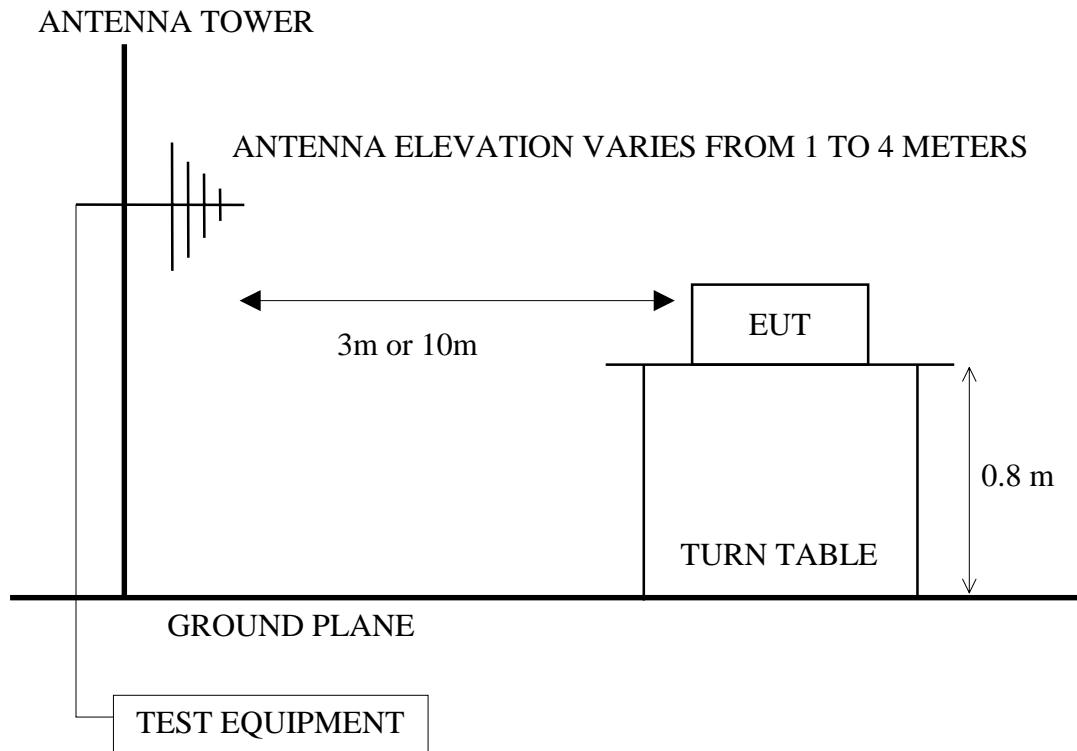 ANTENNA TOWER
ANTENNA ELEVATION VARIES FROM 1 TO 4 METERS
EUT
3m or 10m
0.8 m
TURN TABLE
GROUND PLANE
TEST EQUIPMENT